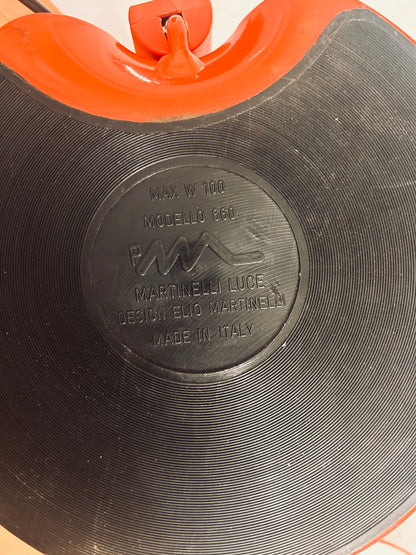 MAX W 100
MODELLO 660
MARTINELLI LUCE
DESIGN ELIO MARTINELLI
MADE IN ITALY